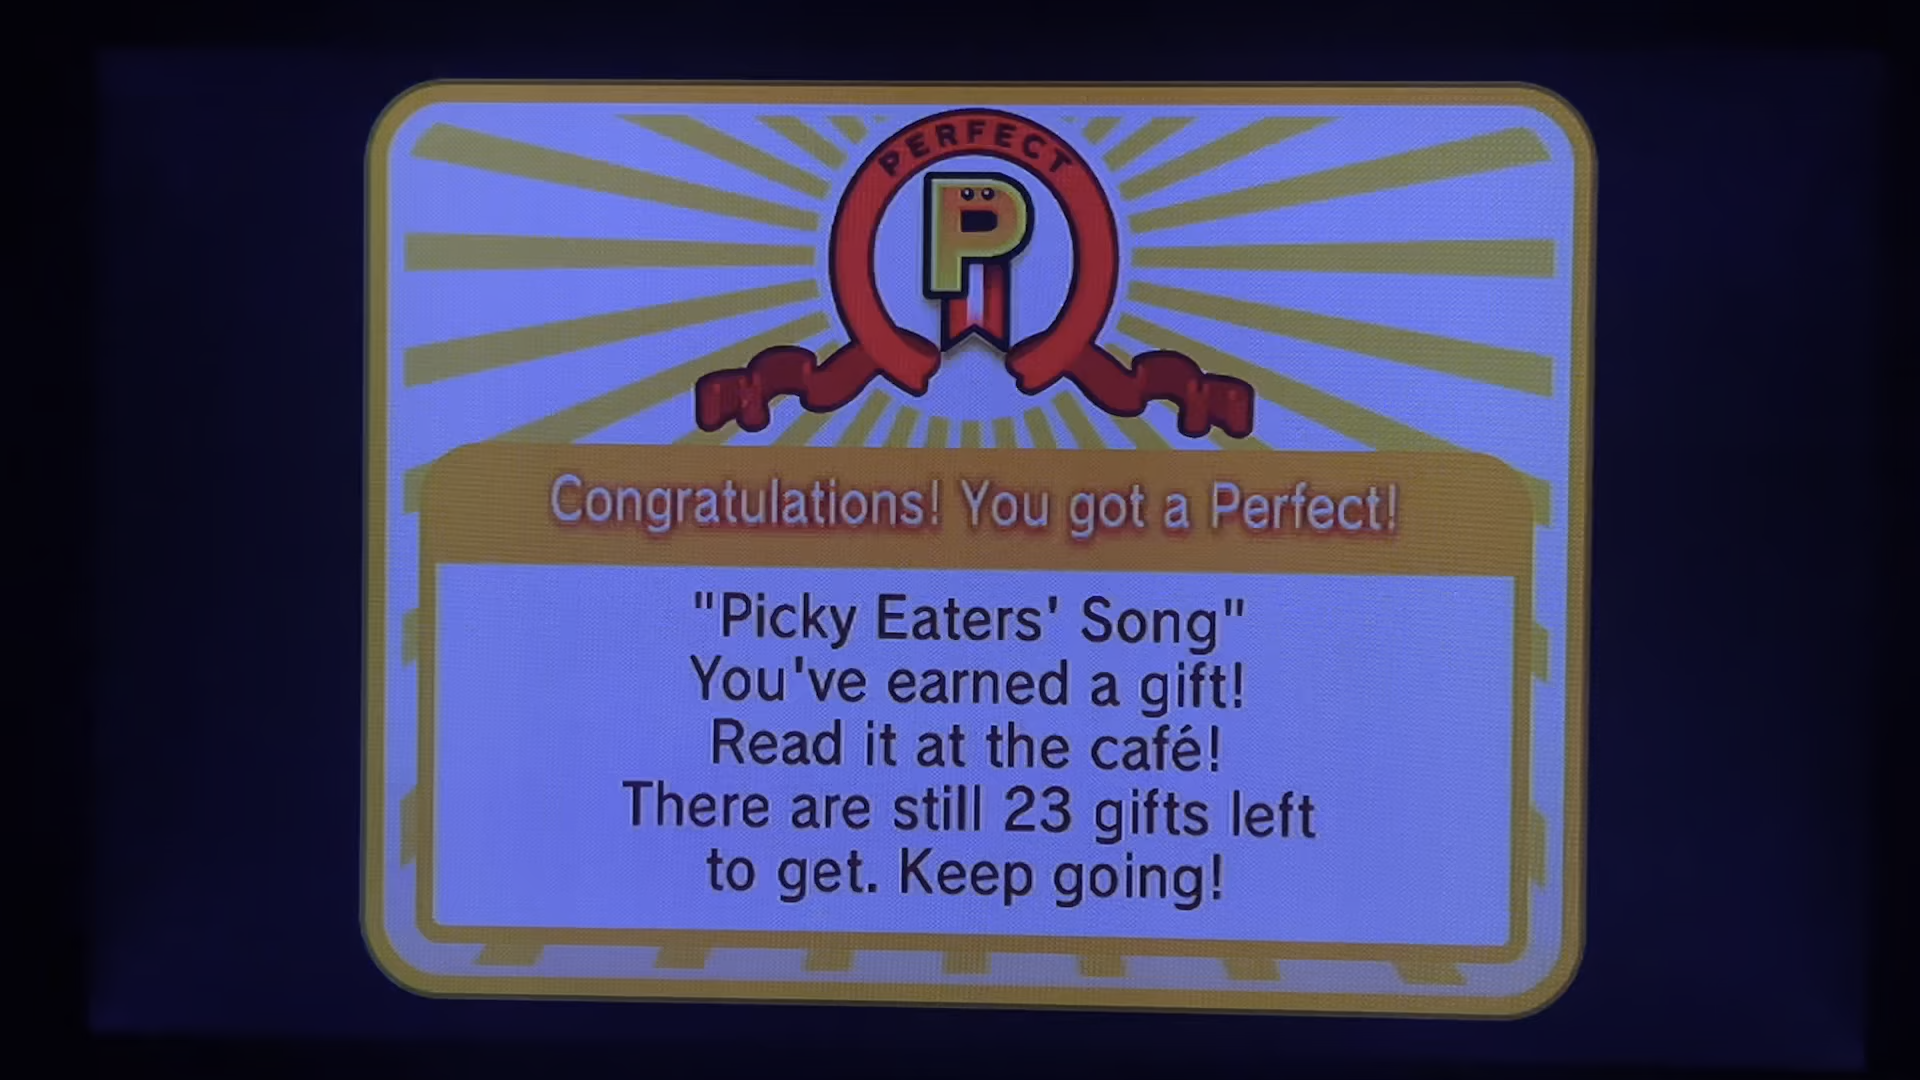 PERFECT
P
Congratulations! You got a Perfect!
"Picky Eaters' Song"
You've earned a gift!
Read it at the café!
There are still 23 gifts left
to get. Keep going!